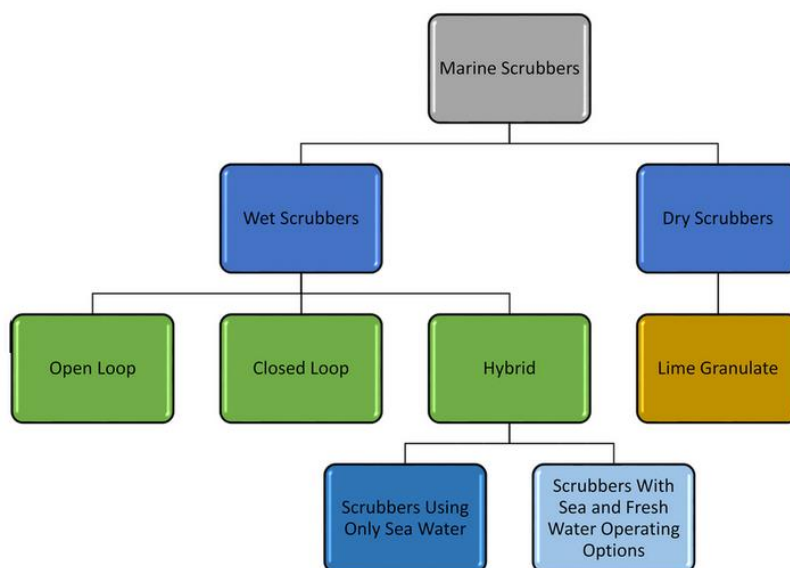 Marine Scrubbers
Wet Scrubbers
Dry Scrubbers
Open Loop
Closed Loop
Hybrid
Lime Granulate
Scrubbers Using
Only Sea Water
Scrubbers With
Sea and Fresh
Water Operating
Options